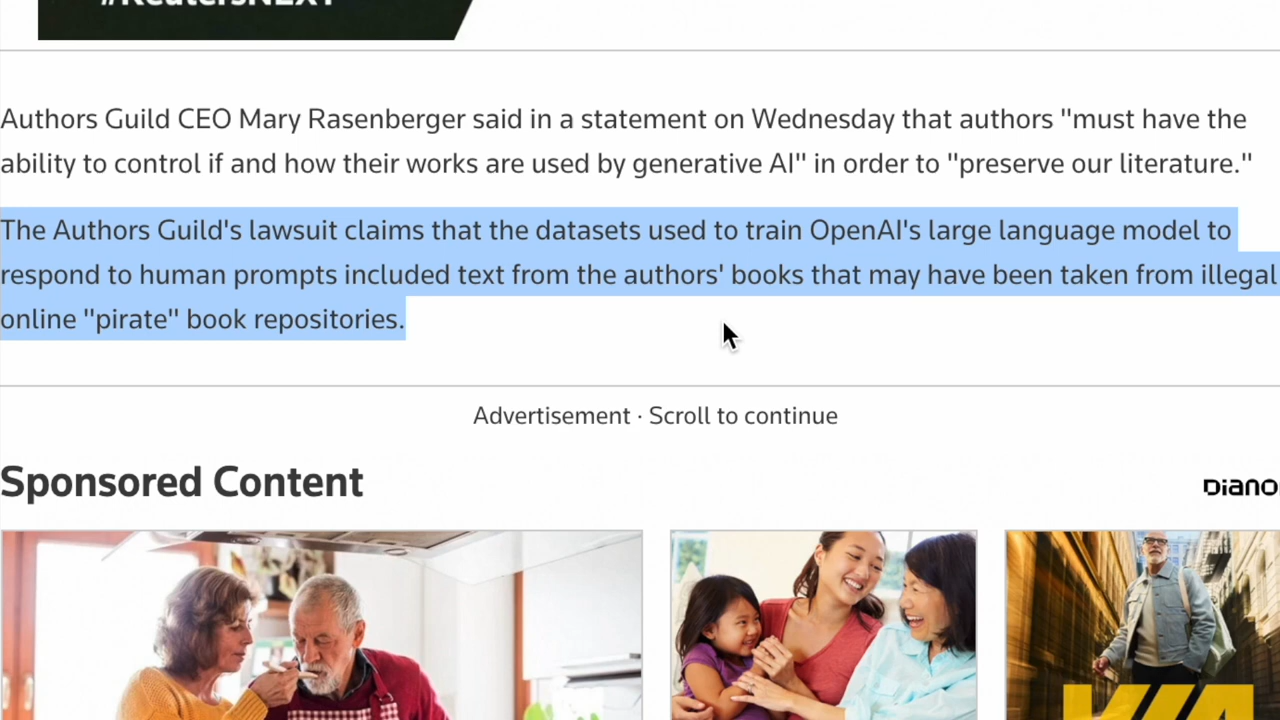 #ReutersNEXT
Authors Guild CEO Mary Rasenberger said in a statement on Wednesday that authors "must have the
ability to control if and how their works are used by generative AI" in order to "preserve our literature."
The Authors Guild's lawsuit claims that the datasets used to train OpenAI's large language model to
respond to human prompts included text from the authors' books that may have been taken from illegal
online "pirate" book repositories.
Advertisement · Scroll to continue
Sponsored Content
DIANO
VIA